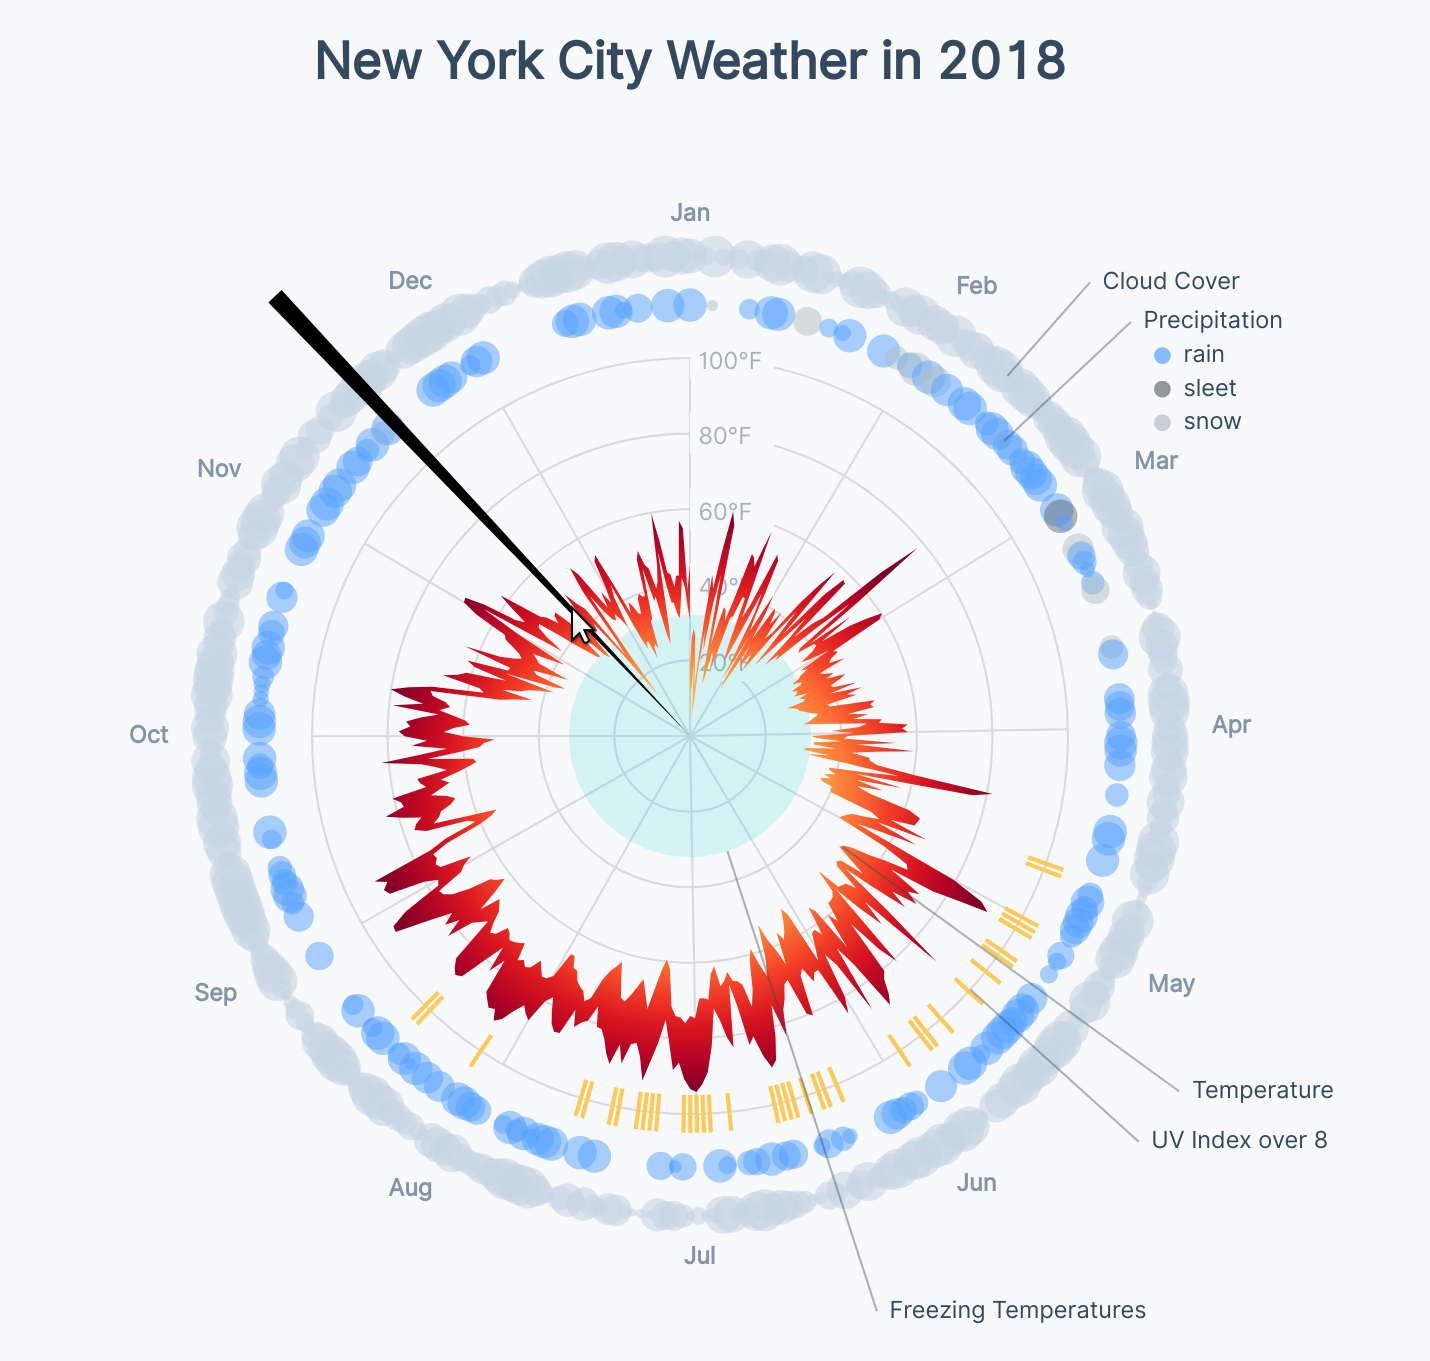 New York City Weather in 2018
Jan
Dec
Feb
Cloud Cover
Precipitation
rain
sleet
snow
100°F
80°F
60°F
40°
20°F
Nov
Mar
Oct
Apr
Sep
May
Temperature
UV Index over 8
Aug
Jun
Jul
Freezing Temperatures